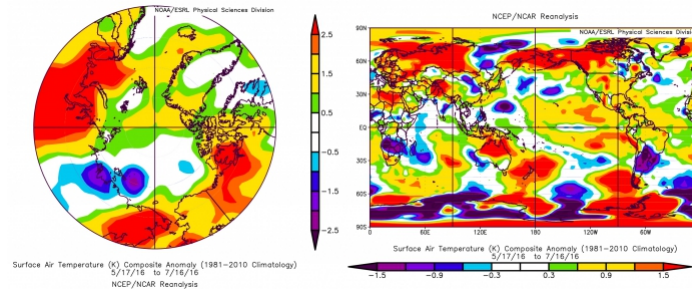 NOAA/ESRL Physical Sciences Division
2.5
1.5
0.5
-0.5
-1.5
-2.5
Surface Air Temperature (K) Composite Anomaly (1981-2010 Climatology)
5/17/16 to 7/16/16
NCEP/NCAR Reanalysis
NCEP/NCAR Reanalysis
NOAA/ESRL Physical Sciences Division
90N
60N
30N
EQ
30S
60S
90S
0 60E 120E 180 120W 60W
Surface Air Temperature (K) Composite Anomaly (1981-2010 Climatology)
5/17/16 to 7/16/16
-1.5 -0.9 -0.3 0.3 0.9 1.5